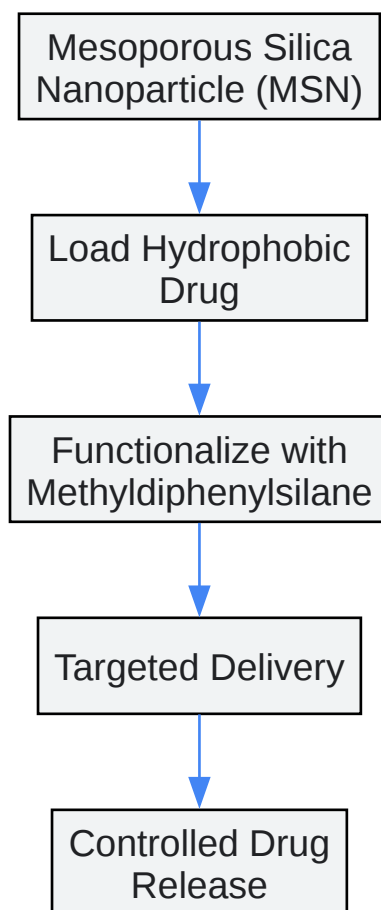 Mesoporous Silica
Nanoparticle (MSN)
Load Hydrophobic
Drug
Functionalize with
Methyldiphenylsilane
Targeted Delivery
Controlled Drug
Release